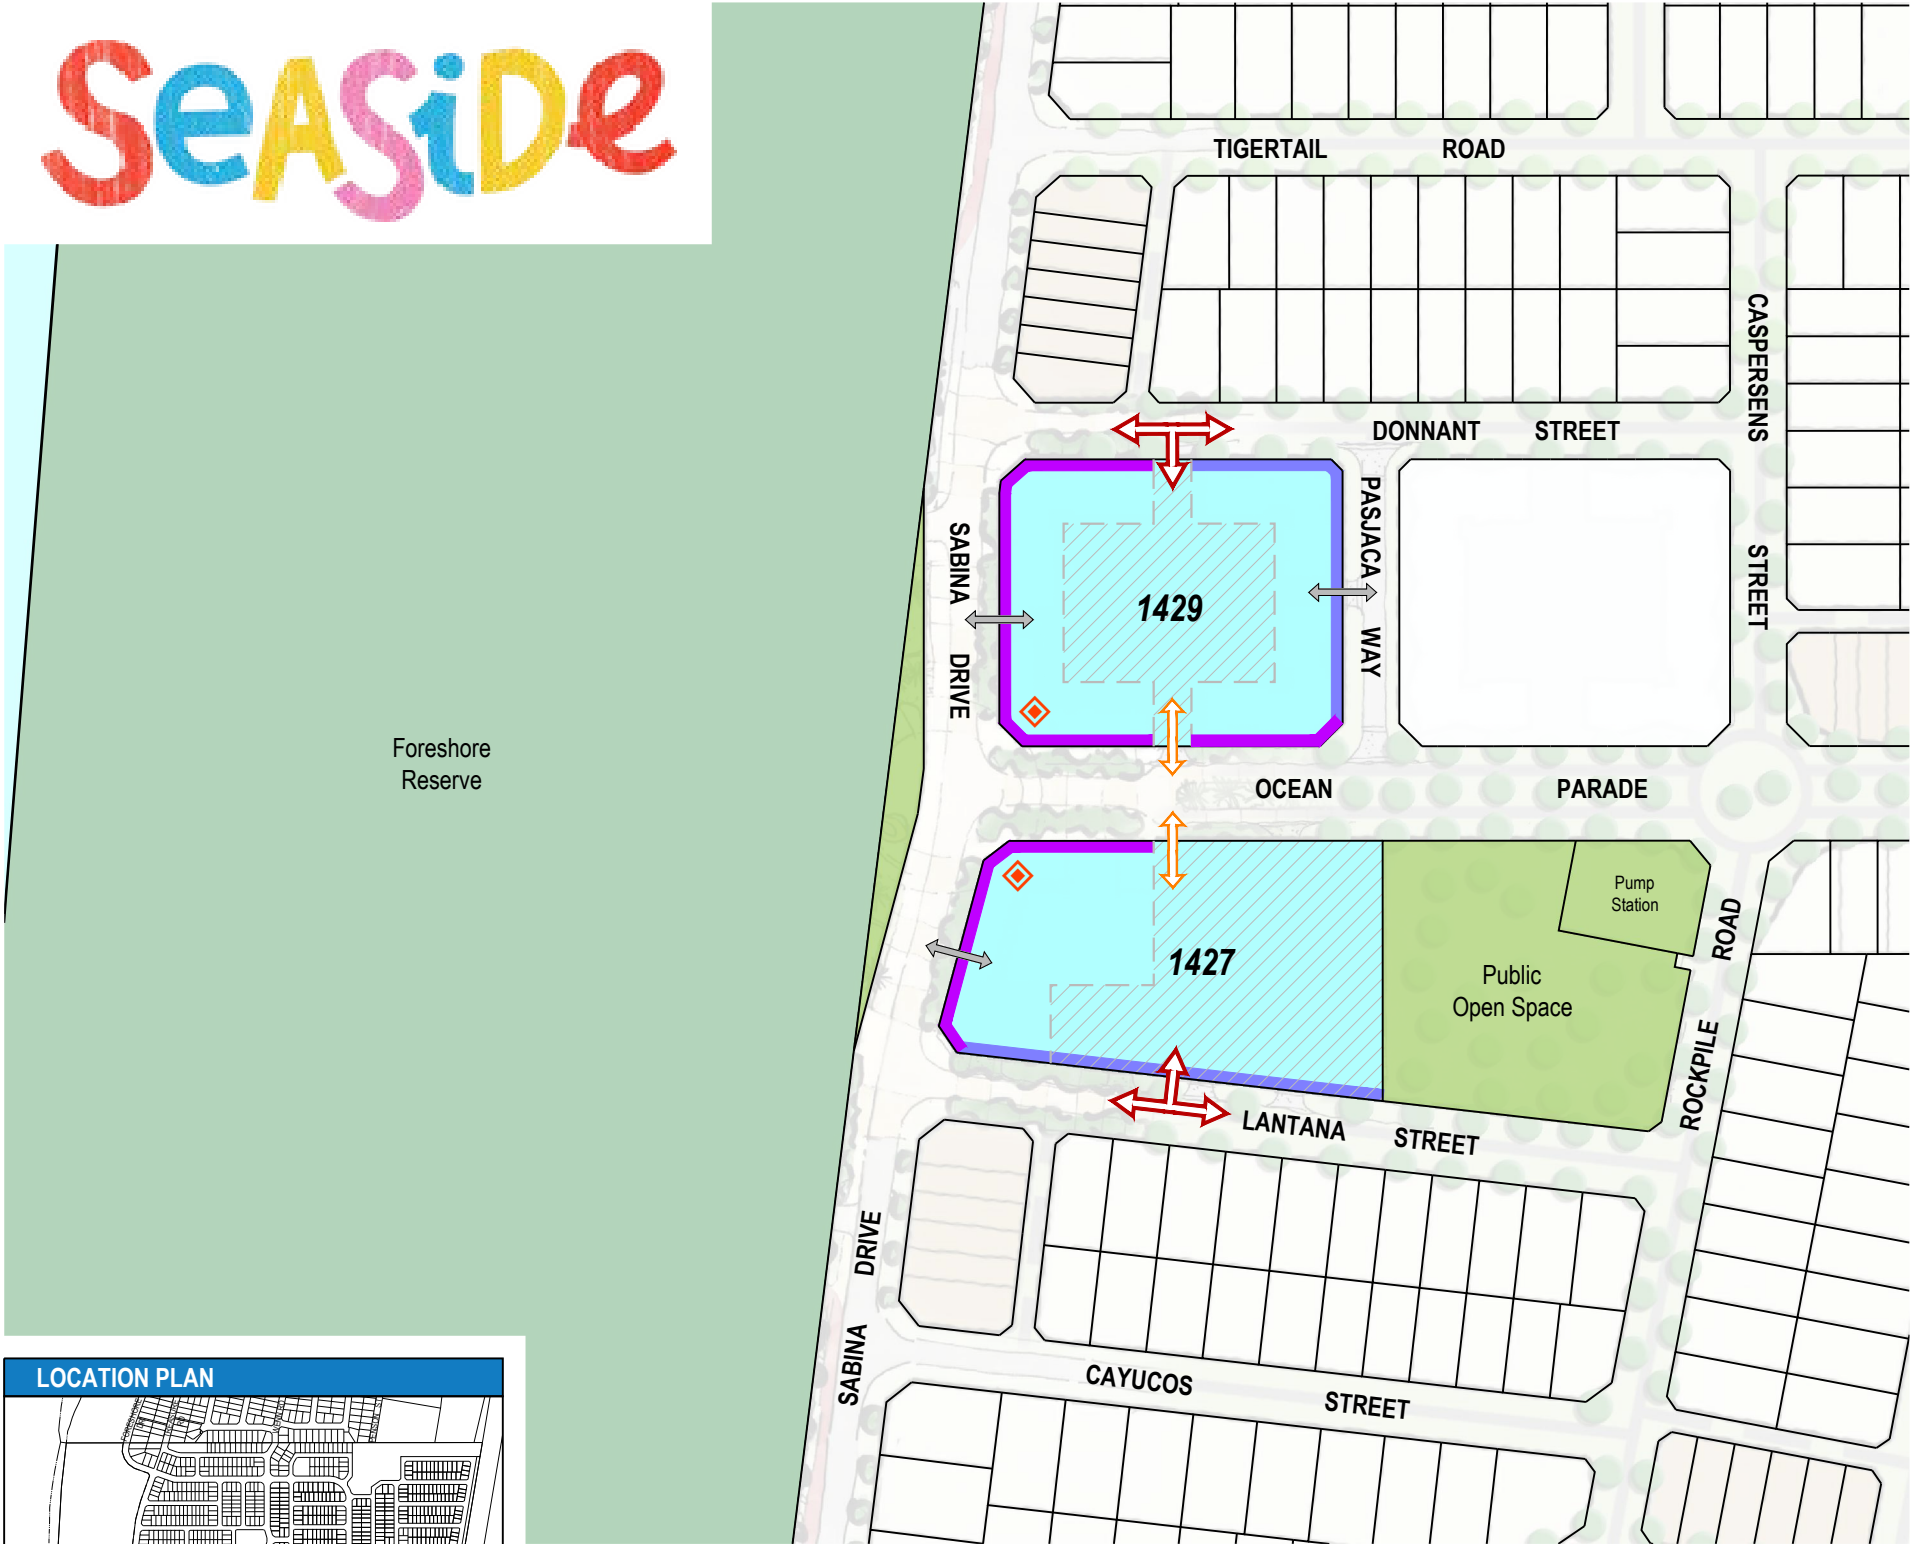 SeASiDe
TIGERTAIL ROAD
CASPERSENS STREET
DONNANT STREET
PASJACA WAY
SABINA DRIVE
1429
Foreshore
Reserve
OCEAN PARADE
Pump
Station
1427
Public
Open Space
ROCKPILE ROAD
LANTANA STREET
SABINA DRIVE
CAYUCOS STREET
LOCATION PLAN